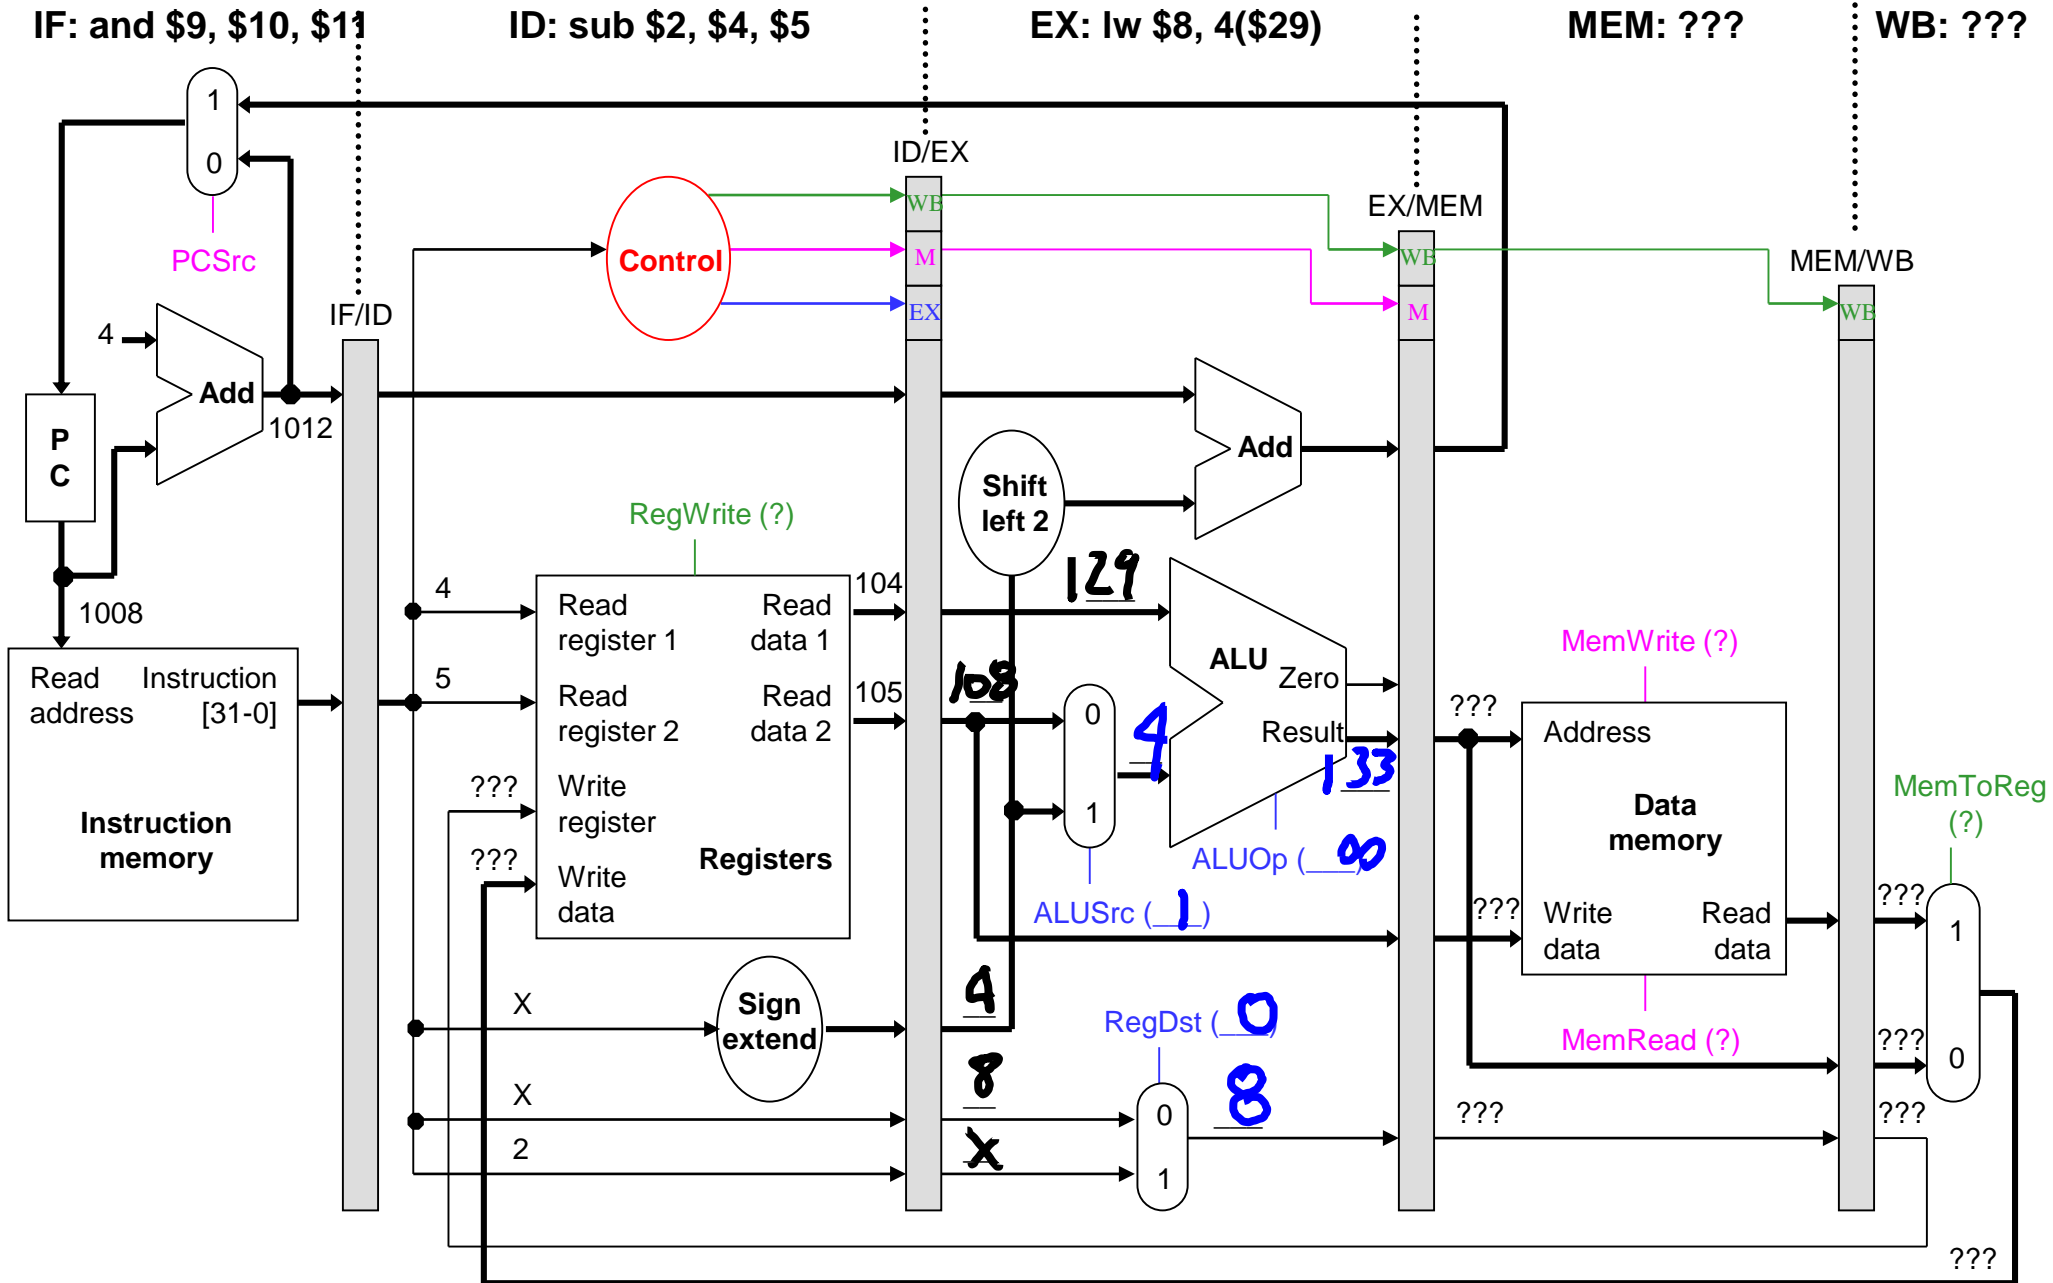 IF: and $9, $10, $11
ID: sub $2, $4, $5
EX: lw $8, 4($29)
MEM: ???
WB: ???
1
0
PCSrc
4
Add
1012
P
C
1008
Read
address
Instruction
[31-0]
Instruction
memory
IF/ID
Control
RegWrite (?)
4
5
???
???
Read
register 1
Read
data 1
Read
register 2
Read
data 2
Write
register
Write
data
Registers
104
105
X
Sign
extend
X
2
ID/EX
WB
M
EX
Shift
left 2
Add
129
108
0
1
4
ALU
Zero
Result
133
ALUOp (00)
ALUSrc (1)
4
8
X
RegDst (0)
0
1
8
EX/MEM
WB
M
???
???
???
MemWrite (?)
Address
Data
memory
Write
data
Read
data
MemRead (?)
MEM/WB
WB
MemToReg
(?)
???
???
???
1
0
???